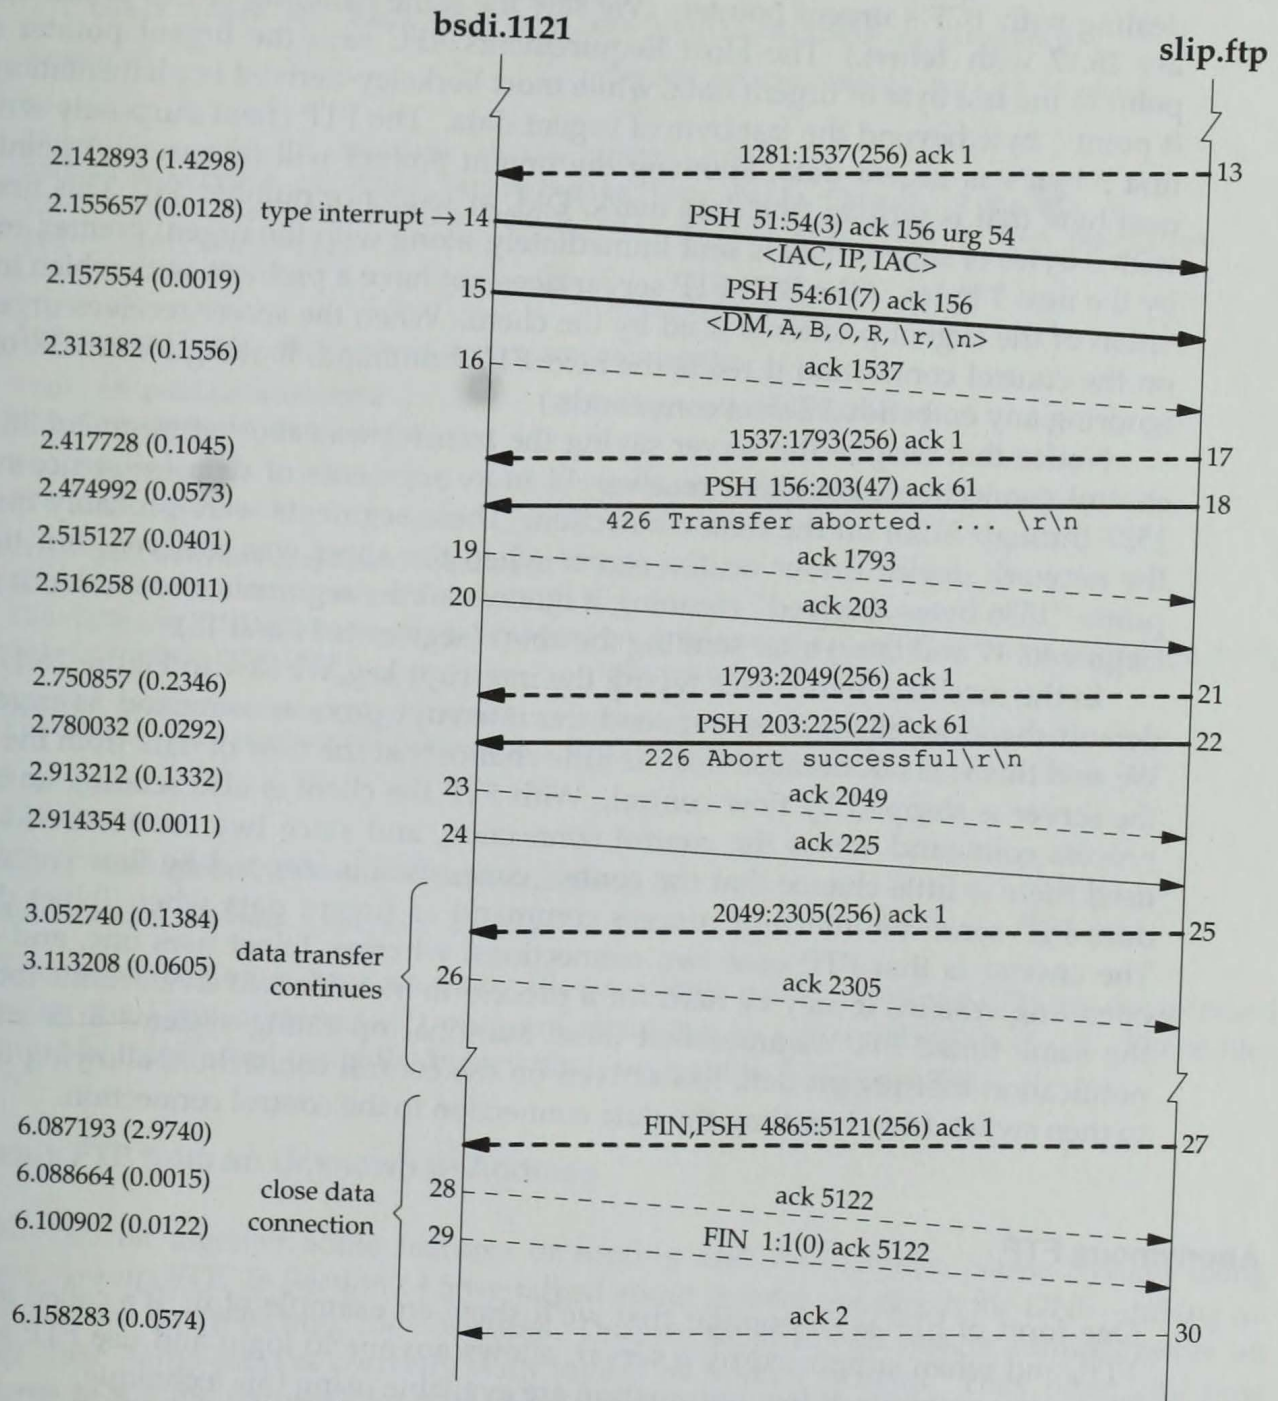 bsdi.1121
slip.ftp
2.142893 (1.4298)
1281:1537(256) ack 1
13
2.155657 (0.0128) type interrupt → 14
PSH 51:54(3) ack 156 urg 54
<IAC, IP, IAC>
2.157554 (0.0019)
15
PSH 54:61(7) ack 156
<DM, A, B, O, R, \r, \n>
2.313182 (0.1556)
16
ack 1537
2.417728 (0.1045)
1537:1793(256) ack 1
17
2.474992 (0.0573)
PSH 156:203(47) ack 61
18
426 Transfer aborted. ... \r\n
2.515127 (0.0401)
19
ack 1793
2.516258 (0.0011)
20
ack 203
2.750857 (0.2346)
1793:2049(256) ack 1
21
2.780032 (0.0292)
PSH 203:225(22) ack 61
22
226 Abort successful\r\n
2.913212 (0.1332)
23
ack 2049
2.914354 (0.0011)
24
ack 225
3.052740 (0.1384)
2049:2305(256) ack 1
25
3.113208 (0.0605)
data transfer
continues
26
ack 2305
6.087193 (2.9740)
FIN,PSH 4865:5121(256) ack 1
27
6.088664 (0.0015)
close data
connection
28
ack 5122
6.100902 (0.0122)
29
FIN 1:1(0) ack 5122
6.158283 (0.0574)
ack 2
30